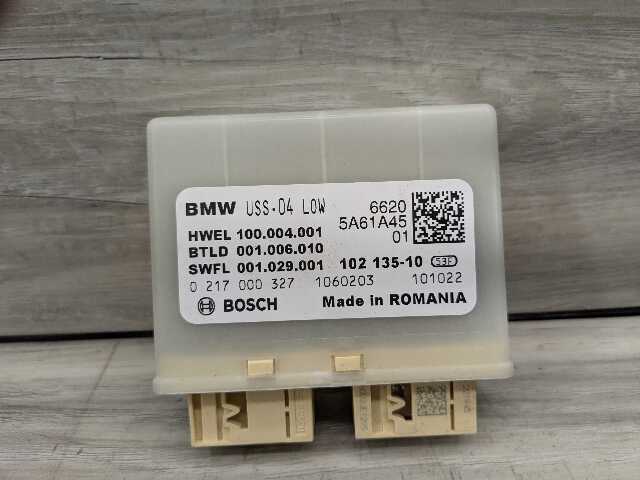 BMW USS-04 LOW 6620
5A61A45
01
HWEL 100.004.001
BTLD 001.006.010
SWFL 001.029.001 102 135-10 S3F
0 217 000 327 1060203 101022
BOSCH Made in ROMANIA